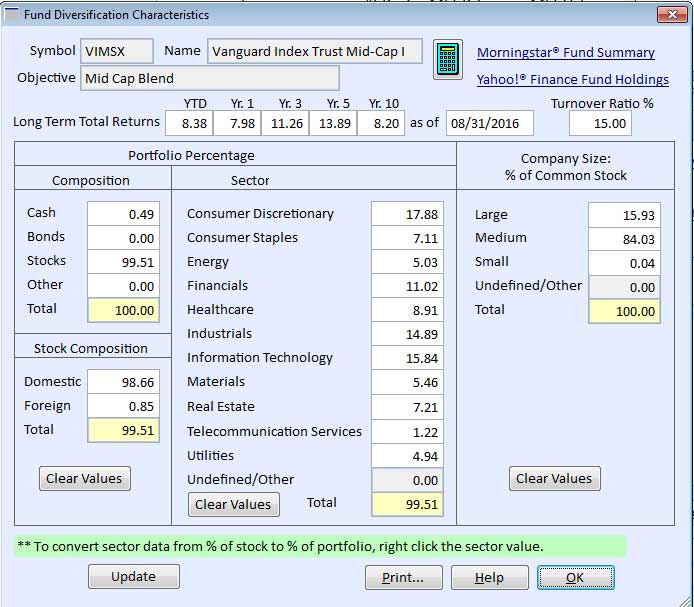 Fund Diversification Characteristics
Symbol VIMSX Name Vanguard Index Trust Mid-Cap I
Morningstar® Fund Summary
Objective Mid Cap Blend
Yahoo!® Finance Fund Holdings
YTD Yr. 1 Yr. 3 Yr. 5 Yr. 10 Turnover Ratio %
Long Term Total Returns 8.38 7.98 11.26 13.89 8.20 as of 08/31/2016 15.00
Portfolio Percentage
Company Size:
% of Common Stock
Composition Sector
Cash 0.49
Bonds 0.00
Stocks 99.51
Other 0.00
Total 100.00
Stock Composition
Domestic 98.66
Foreign 0.85
Total 99.51
Clear Values
Consumer Discretionary 17.88
Consumer Staples 7.11
Energy 5.03
Financials 11.02
Healthcare 8.91
Industrials 14.89
Information Technology 15.84
Materials 5.46
Real Estate 7.21
Telecommunication Services 1.22
Utilities 4.94
Undefined/Other 0.00
Clear Values Total 99.51
Large 15.93
Medium 84.03
Small 0.04
Undefined/Other 0.00
Total 100.00
Clear Values
** To convert sector data from % of stock to % of portfolio, right click the sector value.
Update Print... Help OK